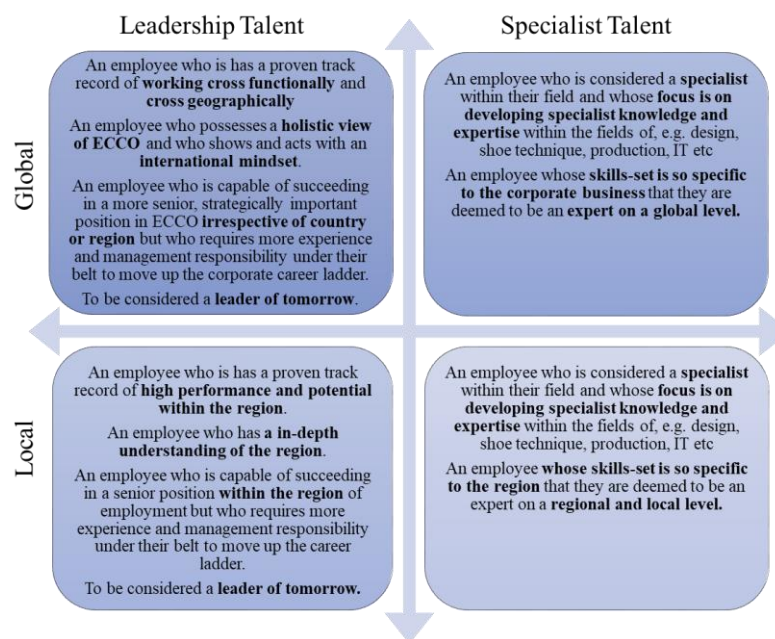 Leadership Talent
Specialist Talent
Global
An employee who is has a proven track
record of working cross functionally and
cross geographically
An employee who possesses a holistic view
of ECCO and who shows and acts with an
international mindset.
An employee who is capable of succeeding
in a more senior, strategically important
position in ECCO irrespective of country
or region but who requires more experience
and management responsibility under their
belt to move up the corporate career ladder.
To be considered a leader of tomorrow.
An employee who is considered a specialist
within their field and whose focus is on
developing specialist knowledge and
expertise within the fields of, e.g. design,
shoe technique, production, IT etc
An employee whose skills-set is so specific
to the corporate business that they are
deemed to be an expert on a global level.
Local
An employee who is has a proven track
record of high performance and potential
within the region.
An employee who has a in-depth
understanding of the region.
An employee who is capable of succeeding
in a senior position within the region of
employment but who requires more
experience and management responsibility
under their belt to move up the career
ladder.
To be considered a leader of tomorrow.
An employee who is considered a specialist
within their field and whose focus is on
developing specialist knowledge and
expertise within the fields of, e.g. design,
shoe technique, production, IT etc
An employee whose skills-set is so specific
to the region that they are deemed to be an
expert on a regional and local level.